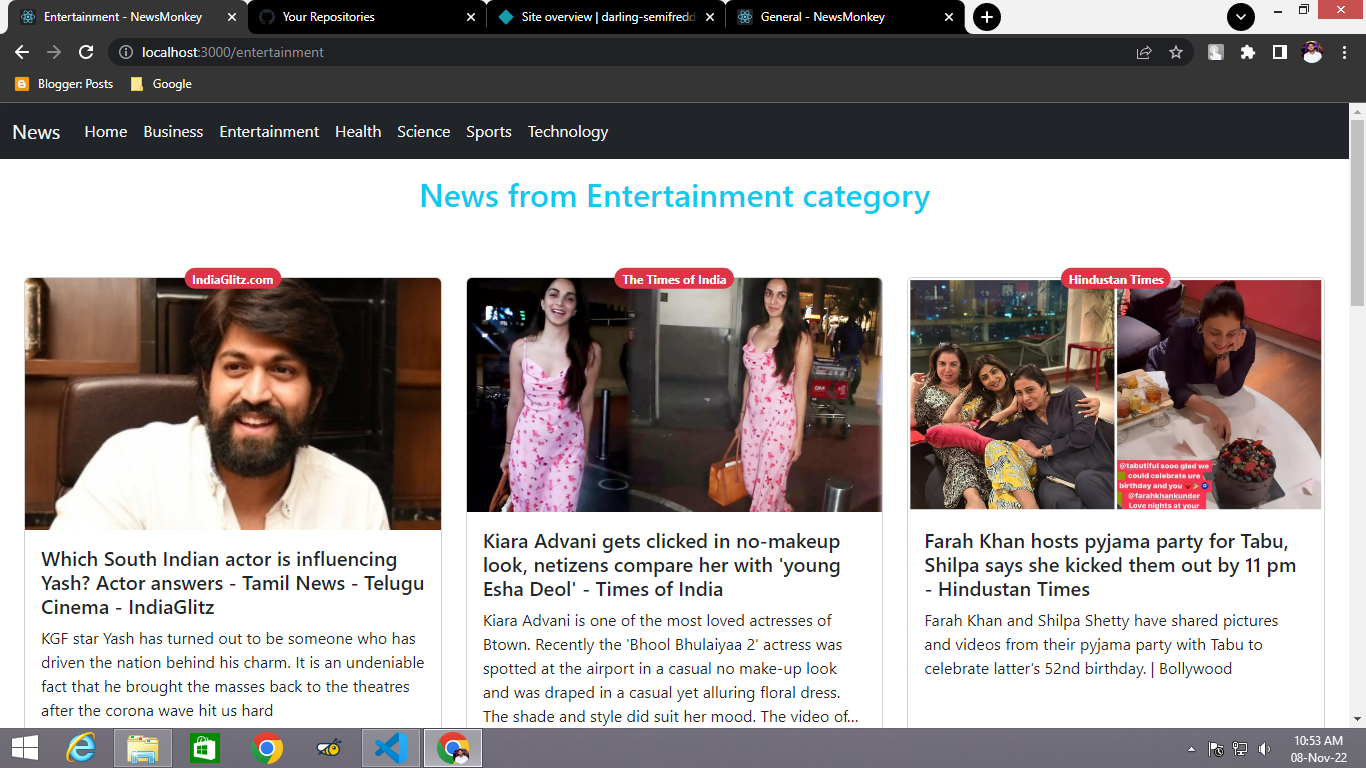 Entertainment - NewsMonkey
Your Repositories
Site overview | darling-semifredd
General - NewsMonkey
localhost:3000/entertainment
Blogger: Posts
Google
News Home Business Entertainment Health Science Sports Technology
News from Entertainment category
IndiaGlitz.com
Which South Indian actor is influencing
Yash? Actor answers - Tamil News - Telugu
Cinema - IndiaGlitz
KGF star Yash has turned out to be someone who has
driven the nation behind his charm. It is an undeniable
fact that he brought the masses back to the theatres
after the corona wave hit us hard
The Times of India
Kiara Advani gets clicked in no-makeup
look, netizens compare her with 'young
Esha Deol' - Times of India
Kiara Advani is one of the most loved actresses of
Btown. Recently the 'Bhool Bhulaiyaa 2' actress was
spotted at the airport in a casual no make-up look
and was draped in a casual yet alluring floral dress.
The shade and style did suit her mood. The video of...
Hindustan Times
@tabutiful sooo glad we
could celebrate ure
birthday and you
@farahkhankunder
Love nights at your
Farah Khan hosts pyjama party for Tabu,
Shilpa says she kicked them out by 11 pm
- Hindustan Times
Farah Khan and Shilpa Shetty have shared pictures
and videos from their pyjama party with Tabu to
celebrate latter's 52nd birthday. | Bollywood
10:53 AM
08-Nov-22